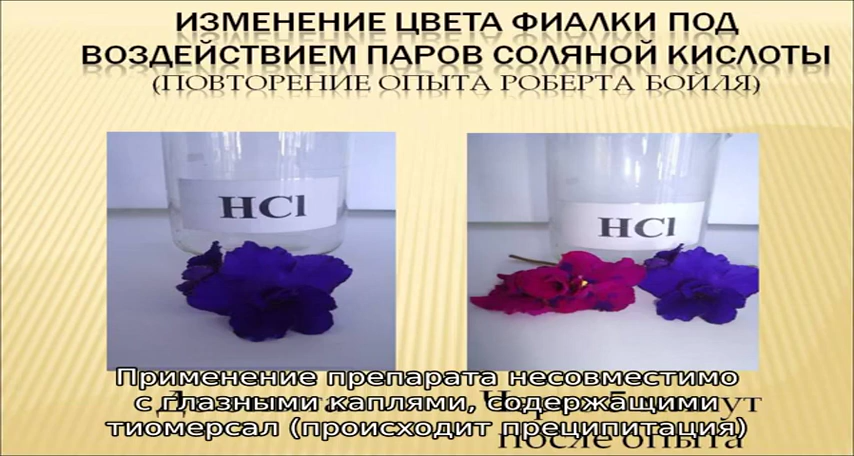 ИЗМЕНЕНИЕ ЦВЕТА ФИАЛКИ ПОД
ВОЗДЕЙСТВИЕМ ПАРОВ СОЛЯНОЙ КИСЛОТЫ
(ПОВТОРЕНИЕ ОПЫТА РОБЕРТА БОЙЛЯ)
HCl
HCl
Применение препарата несовместимо
с глазными каплями, содержащими
тиомерсал (происходит преципитация)
после опыта